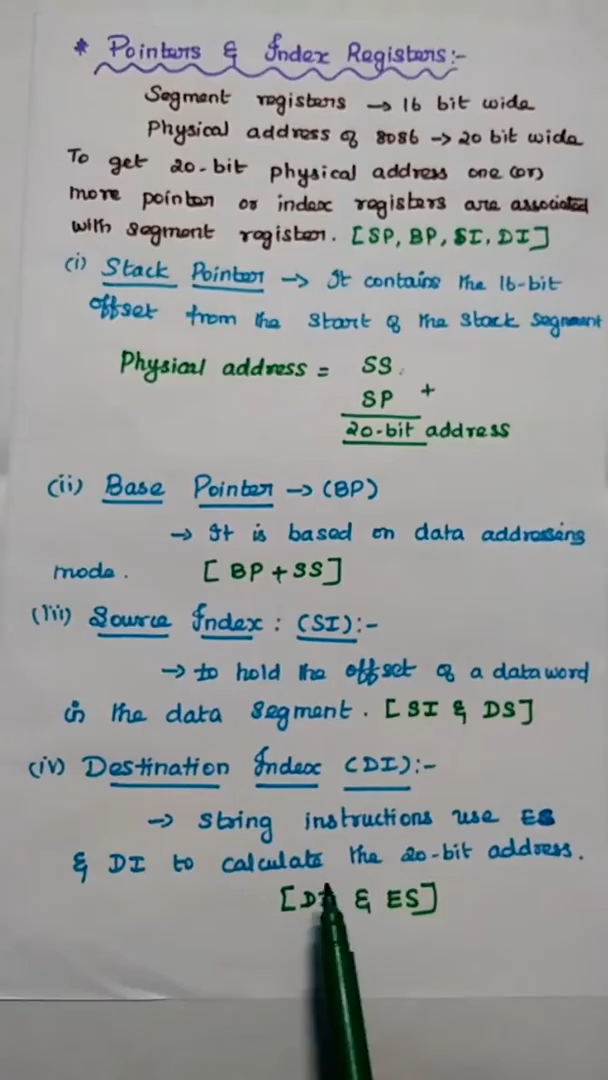 * Pointers & Index Registers:-
Segment registers → 16 bit wide
Physical address of 8086 → 20 bit wide
To get 20-bit physical address one (or)
more pointer or index registers are associated
with segment register. [SP, BP, SI, DI]
(i) Stack Pointer → It contains the 16-bit
offset from the start of the stack segment
Physical address = SS
SP +
20-bit address
(ii) Base Pointer → (BP)
→ It is based on data addressing
mode. [BP + SS]
(iii) Source Index : (SI):-
→ to hold the offset of a dataword
in the data segment. [SI & DS]
(iv) Destination Index (DI):-
→ String instructions use ES
& DI to calculate the 20-bit address.
[DI & ES]